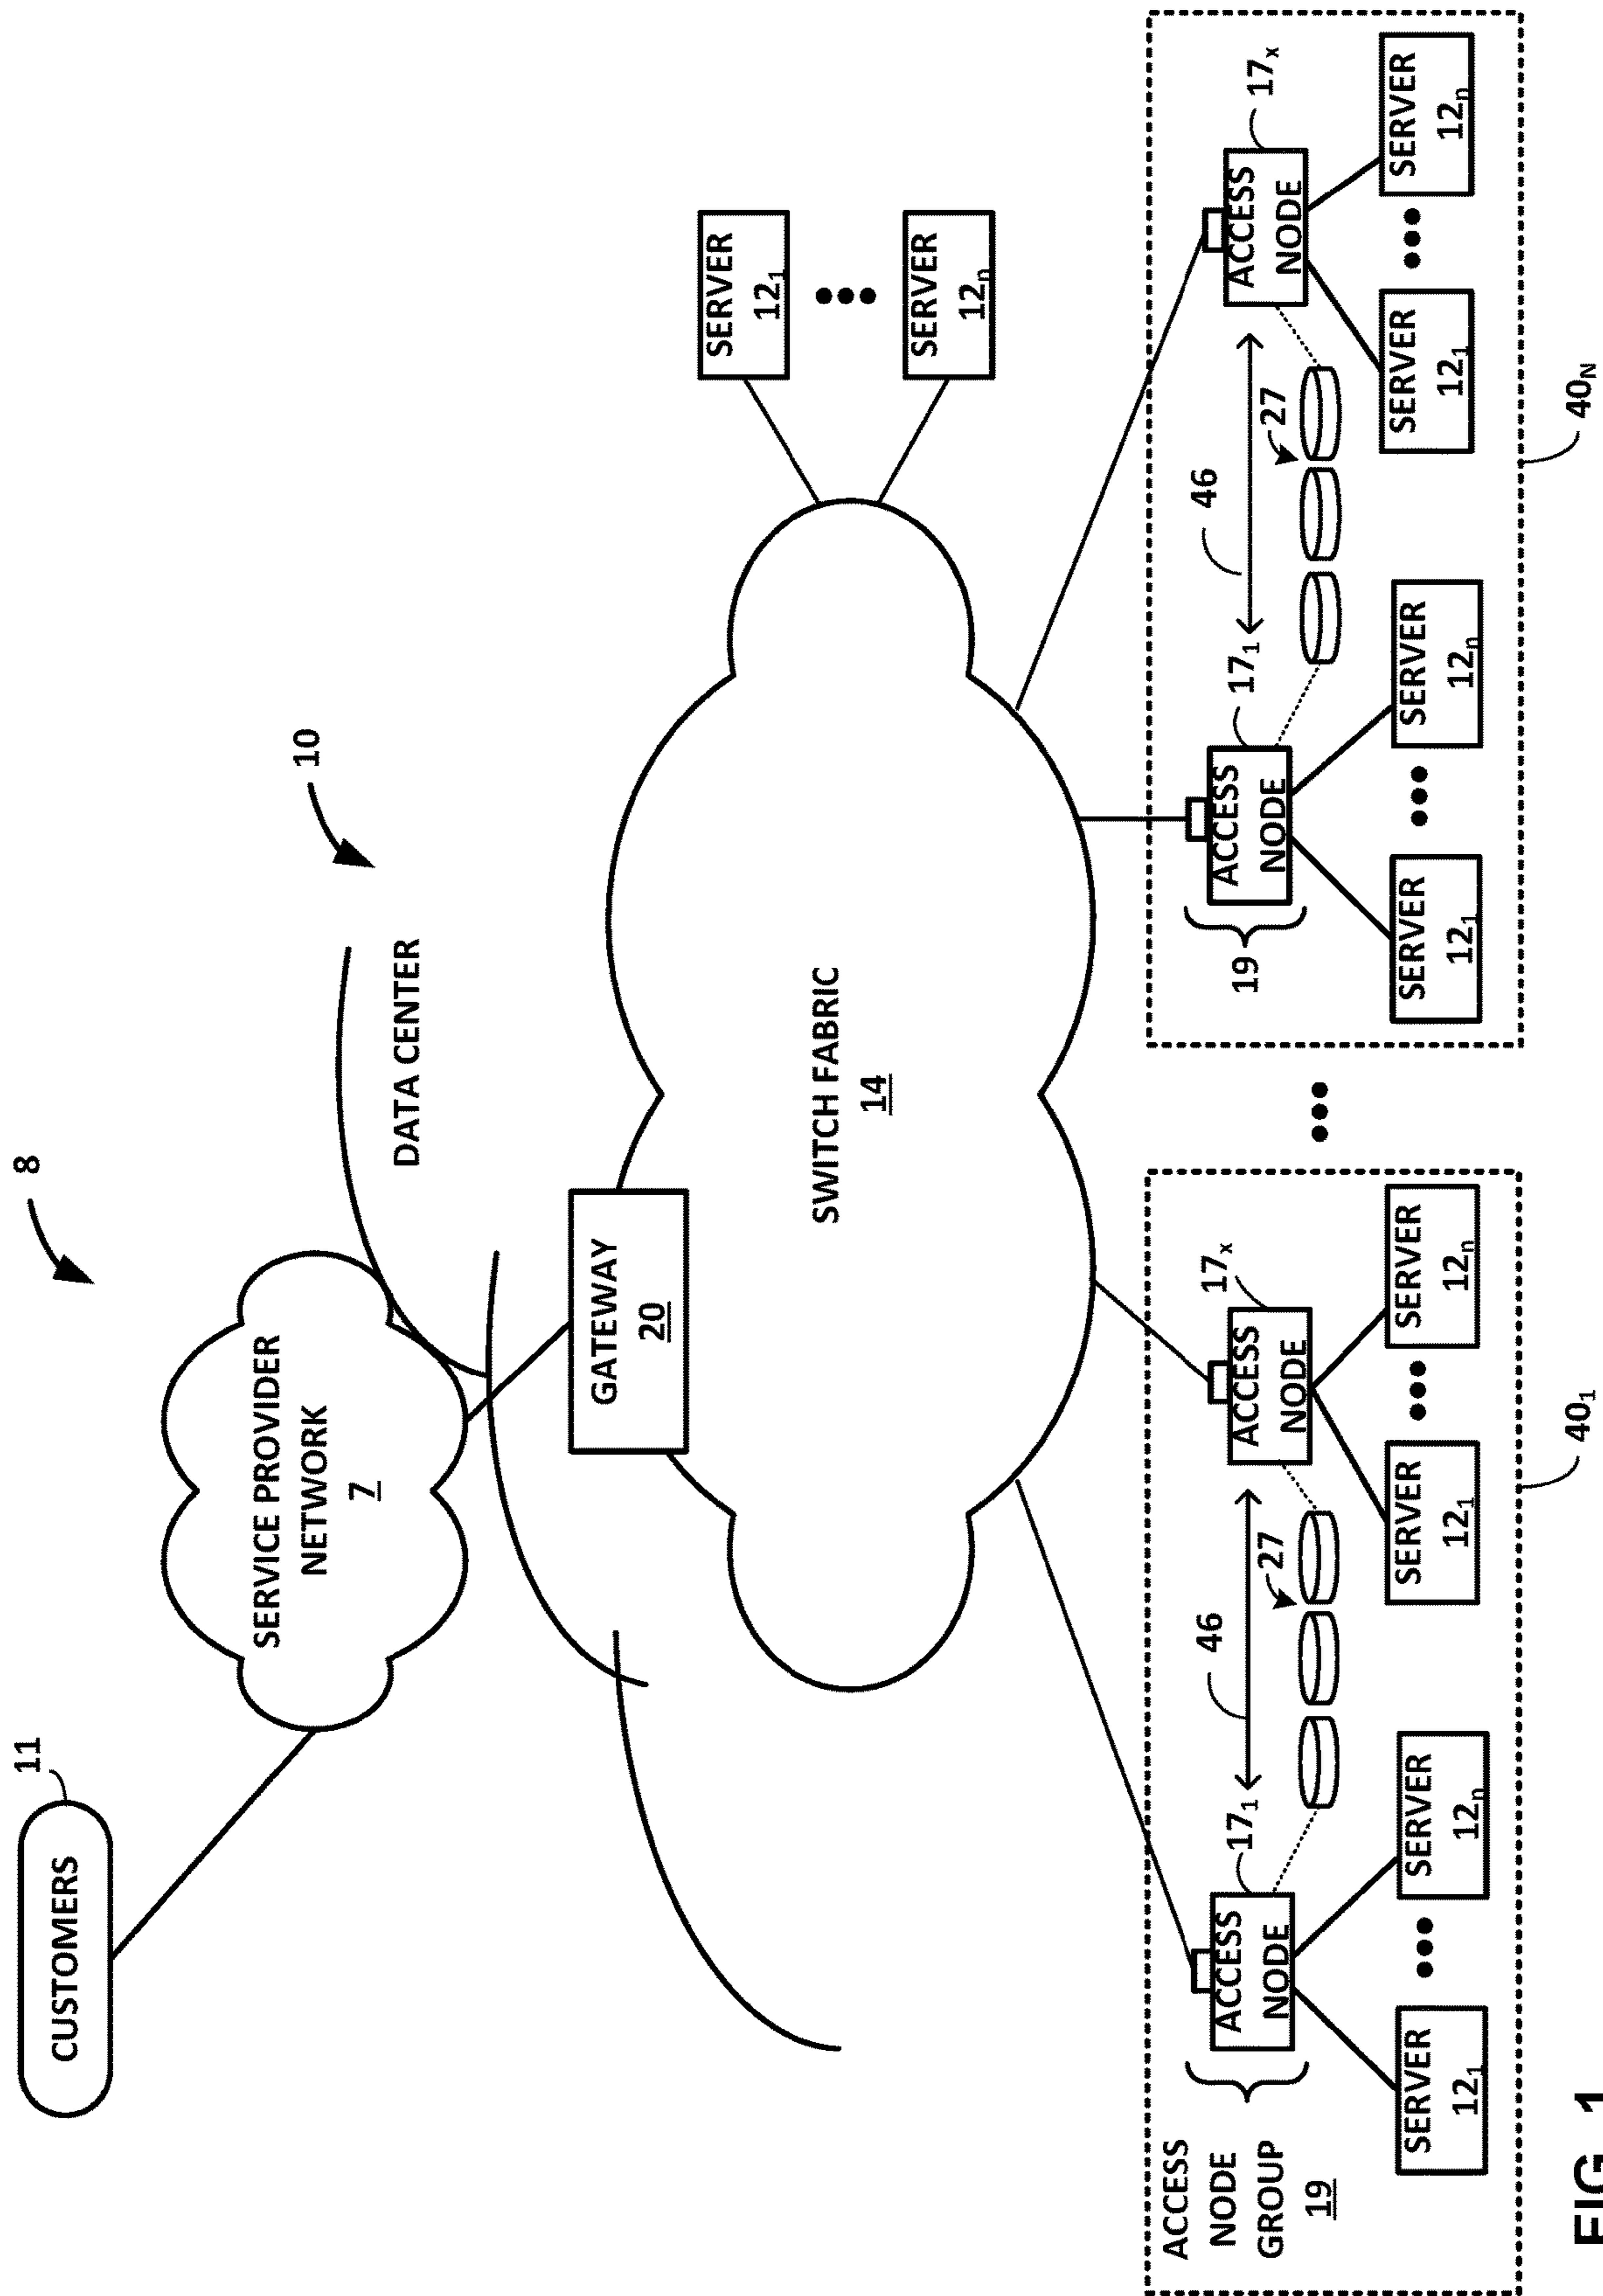 8
CUSTOMERS
11
SERVICE PROVIDER
NETWORK
7
10
DATA CENTER
GATEWAY
20
SWITCH FABRIC
14
SERVER
12₁
SERVER
12ₙ
ACCESS
NODE
GROUP
19
ACCESS
NODE
17₁
46
27
ACCESS
NODE
17ₓ
SERVER
12₁
SERVER
12ₙ
SERVER
12₁
SERVER
12ₙ
40₁
19
ACCESS
NODE
17₁
46
27
ACCESS
NODE
17ₓ
SERVER
12₁
SERVER
12ₙ
SERVER
12₁
SERVER
12ₙ
40N
FIG. 1